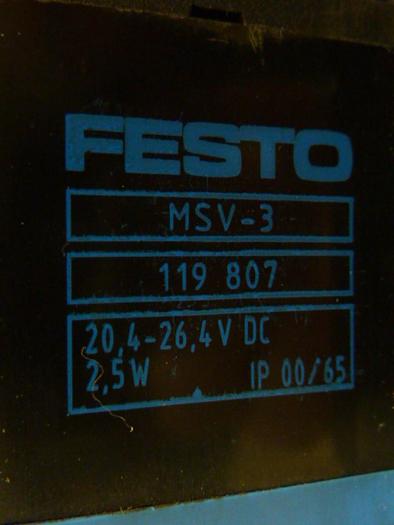 FESTO
MSV-3
119 807
20,4-26,4V DC
2,5W IP 00/65